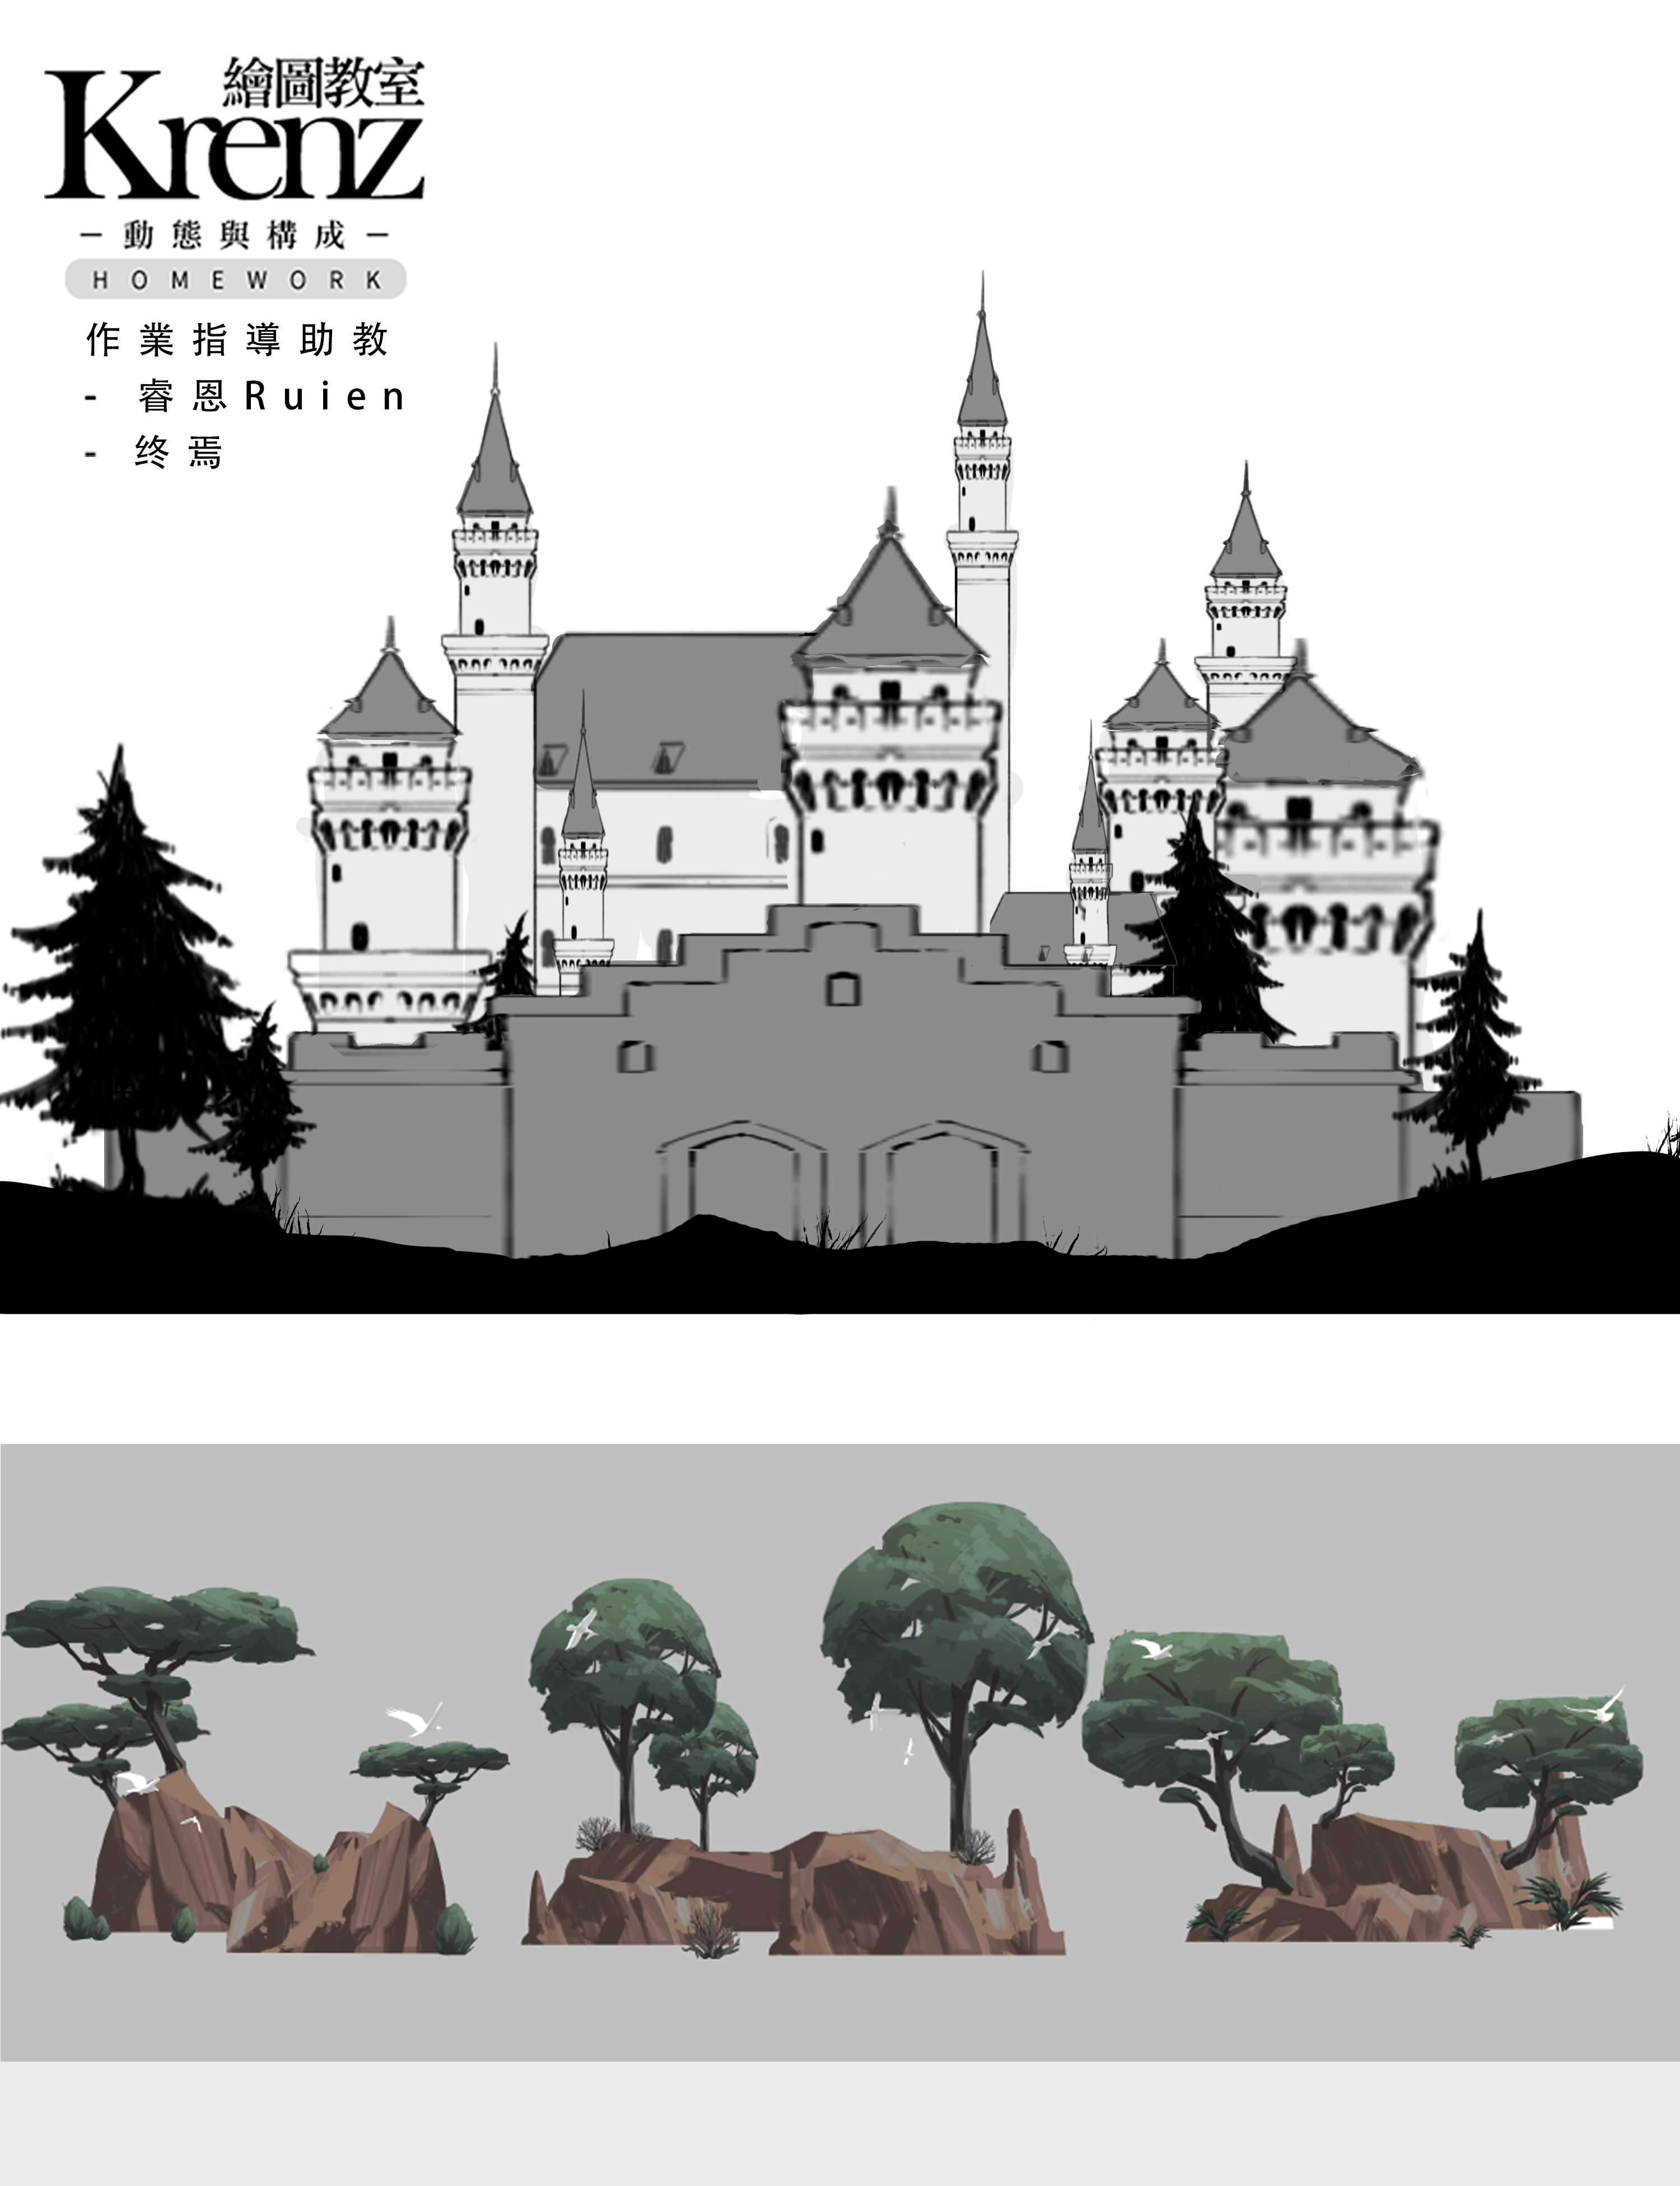 繪圖教室
Krenz
－動態與構成－
HOMEWORK
作業指導助教
- 睿恩Ruien
- 终焉